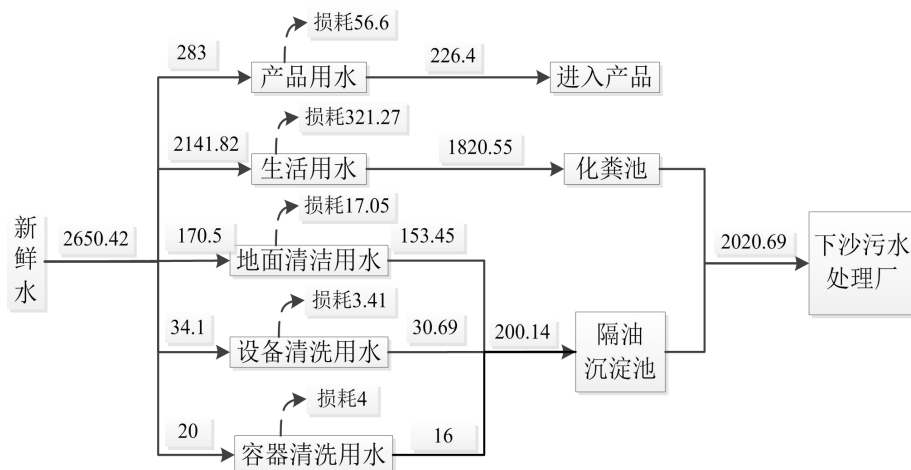 损耗56.6
283
产品用水
226.4
进入产品
损耗321.27
2141.82
生活用水
1820.55
化粪池
新
鲜
水
2650.42
损耗17.05
170.5
地面清洁用水
153.45
2020.69
下沙污水
处理厂
损耗3.41
34.1
设备清洗用水
30.69
200.14
隔油
沉淀池
损耗4
20
容器清洗用水
16